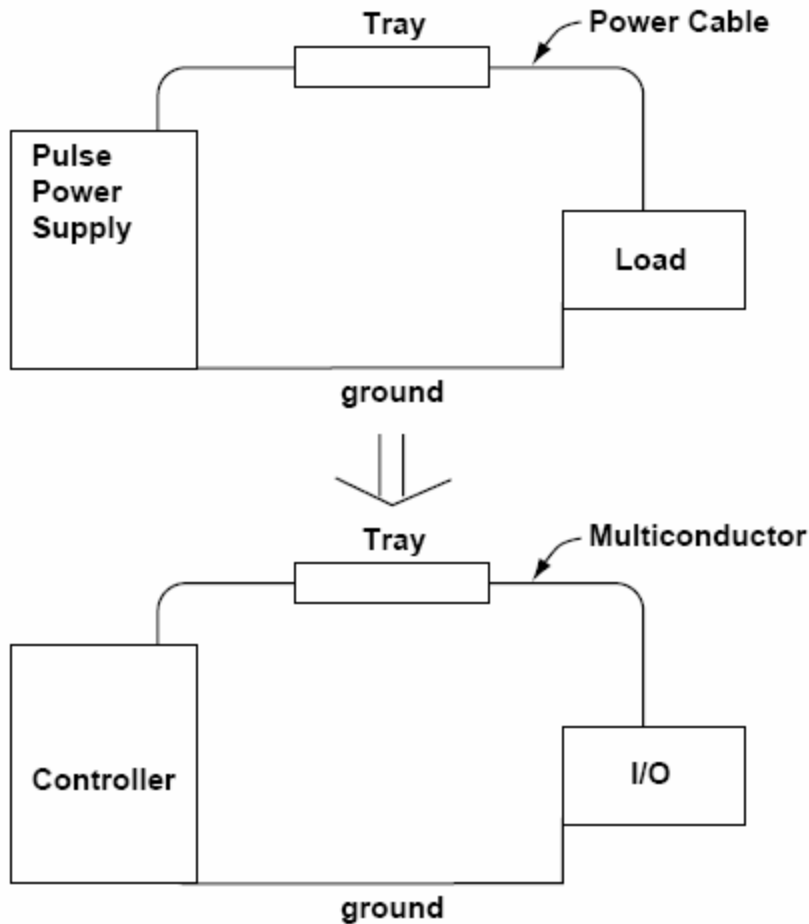 Tray
Power Cable
Pulse
Power
Supply
Load
ground
Tray
Multiconductor
Controller
I/O
ground